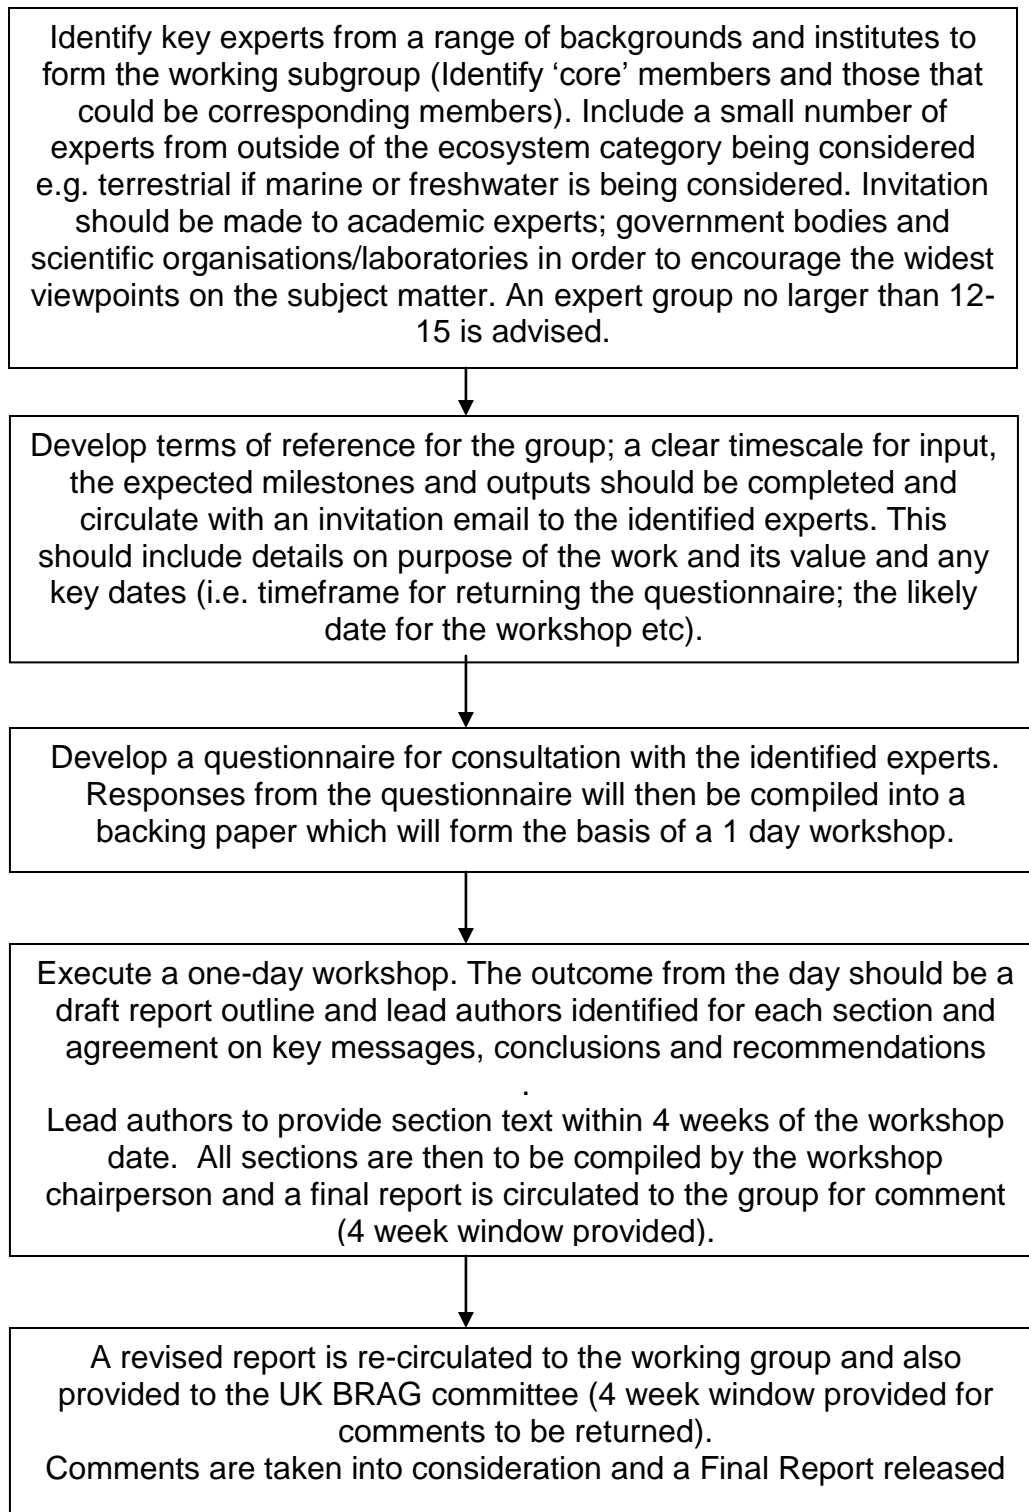 Identify key experts from a range of backgrounds and institutes to
form the working subgroup (Identify ‘core’ members and those that
could be corresponding members). Include a small number of
experts from outside of the ecosystem category being considered
e.g. terrestrial if marine or freshwater is being considered. Invitation
should be made to academic experts; government bodies and
scientific organisations/laboratories in order to encourage the widest
viewpoints on the subject matter. An expert group no larger than 12-
15 is advised.
Develop terms of reference for the group; a clear timescale for input,
the expected milestones and outputs should be completed and
circulate with an invitation email to the identified experts. This
should include details on purpose of the work and its value and any
key dates (i.e. timeframe for returning the questionnaire; the likely
date for the workshop etc).
Develop a questionnaire for consultation with the identified experts.
Responses from the questionnaire will then be compiled into a
backing paper which will form the basis of a 1 day workshop.
Execute a one-day workshop. The outcome from the day should be a
draft report outline and lead authors identified for each section and
agreement on key messages, conclusions and recommendations
.
Lead authors to provide section text within 4 weeks of the workshop
date.  All sections are then to be compiled by the workshop
chairperson and a final report is circulated to the group for comment
(4 week window provided).
A revised report is re-circulated to the working group and also
provided to the UK BRAG committee (4 week window provided for
comments to be returned).
Comments are taken into consideration and a Final Report released